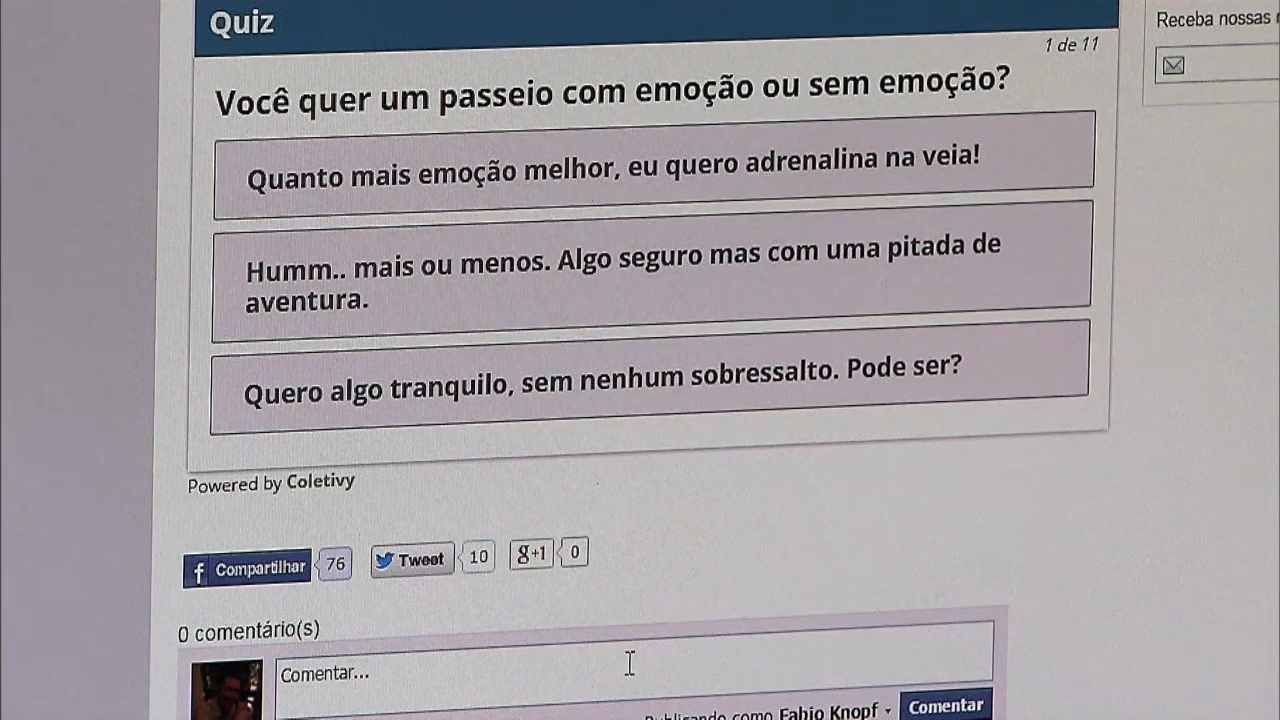 Quiz
Receba nossas
1 de 11
Você quer um passeio com emoção ou sem emoção?
Quanto mais emoção melhor, eu quero adrenalina na veia!
Humm.. mais ou menos. Algo seguro mas com uma pitada de
aventura.
Quero algo tranquilo, sem nenhum sobressalto. Pode ser?
Powered by Coletivy
f Compartilhar 76 Tweet 10 g+1 0
0 comentário(s)
Comentar...
Publicando como Fabio Knopf Comentar